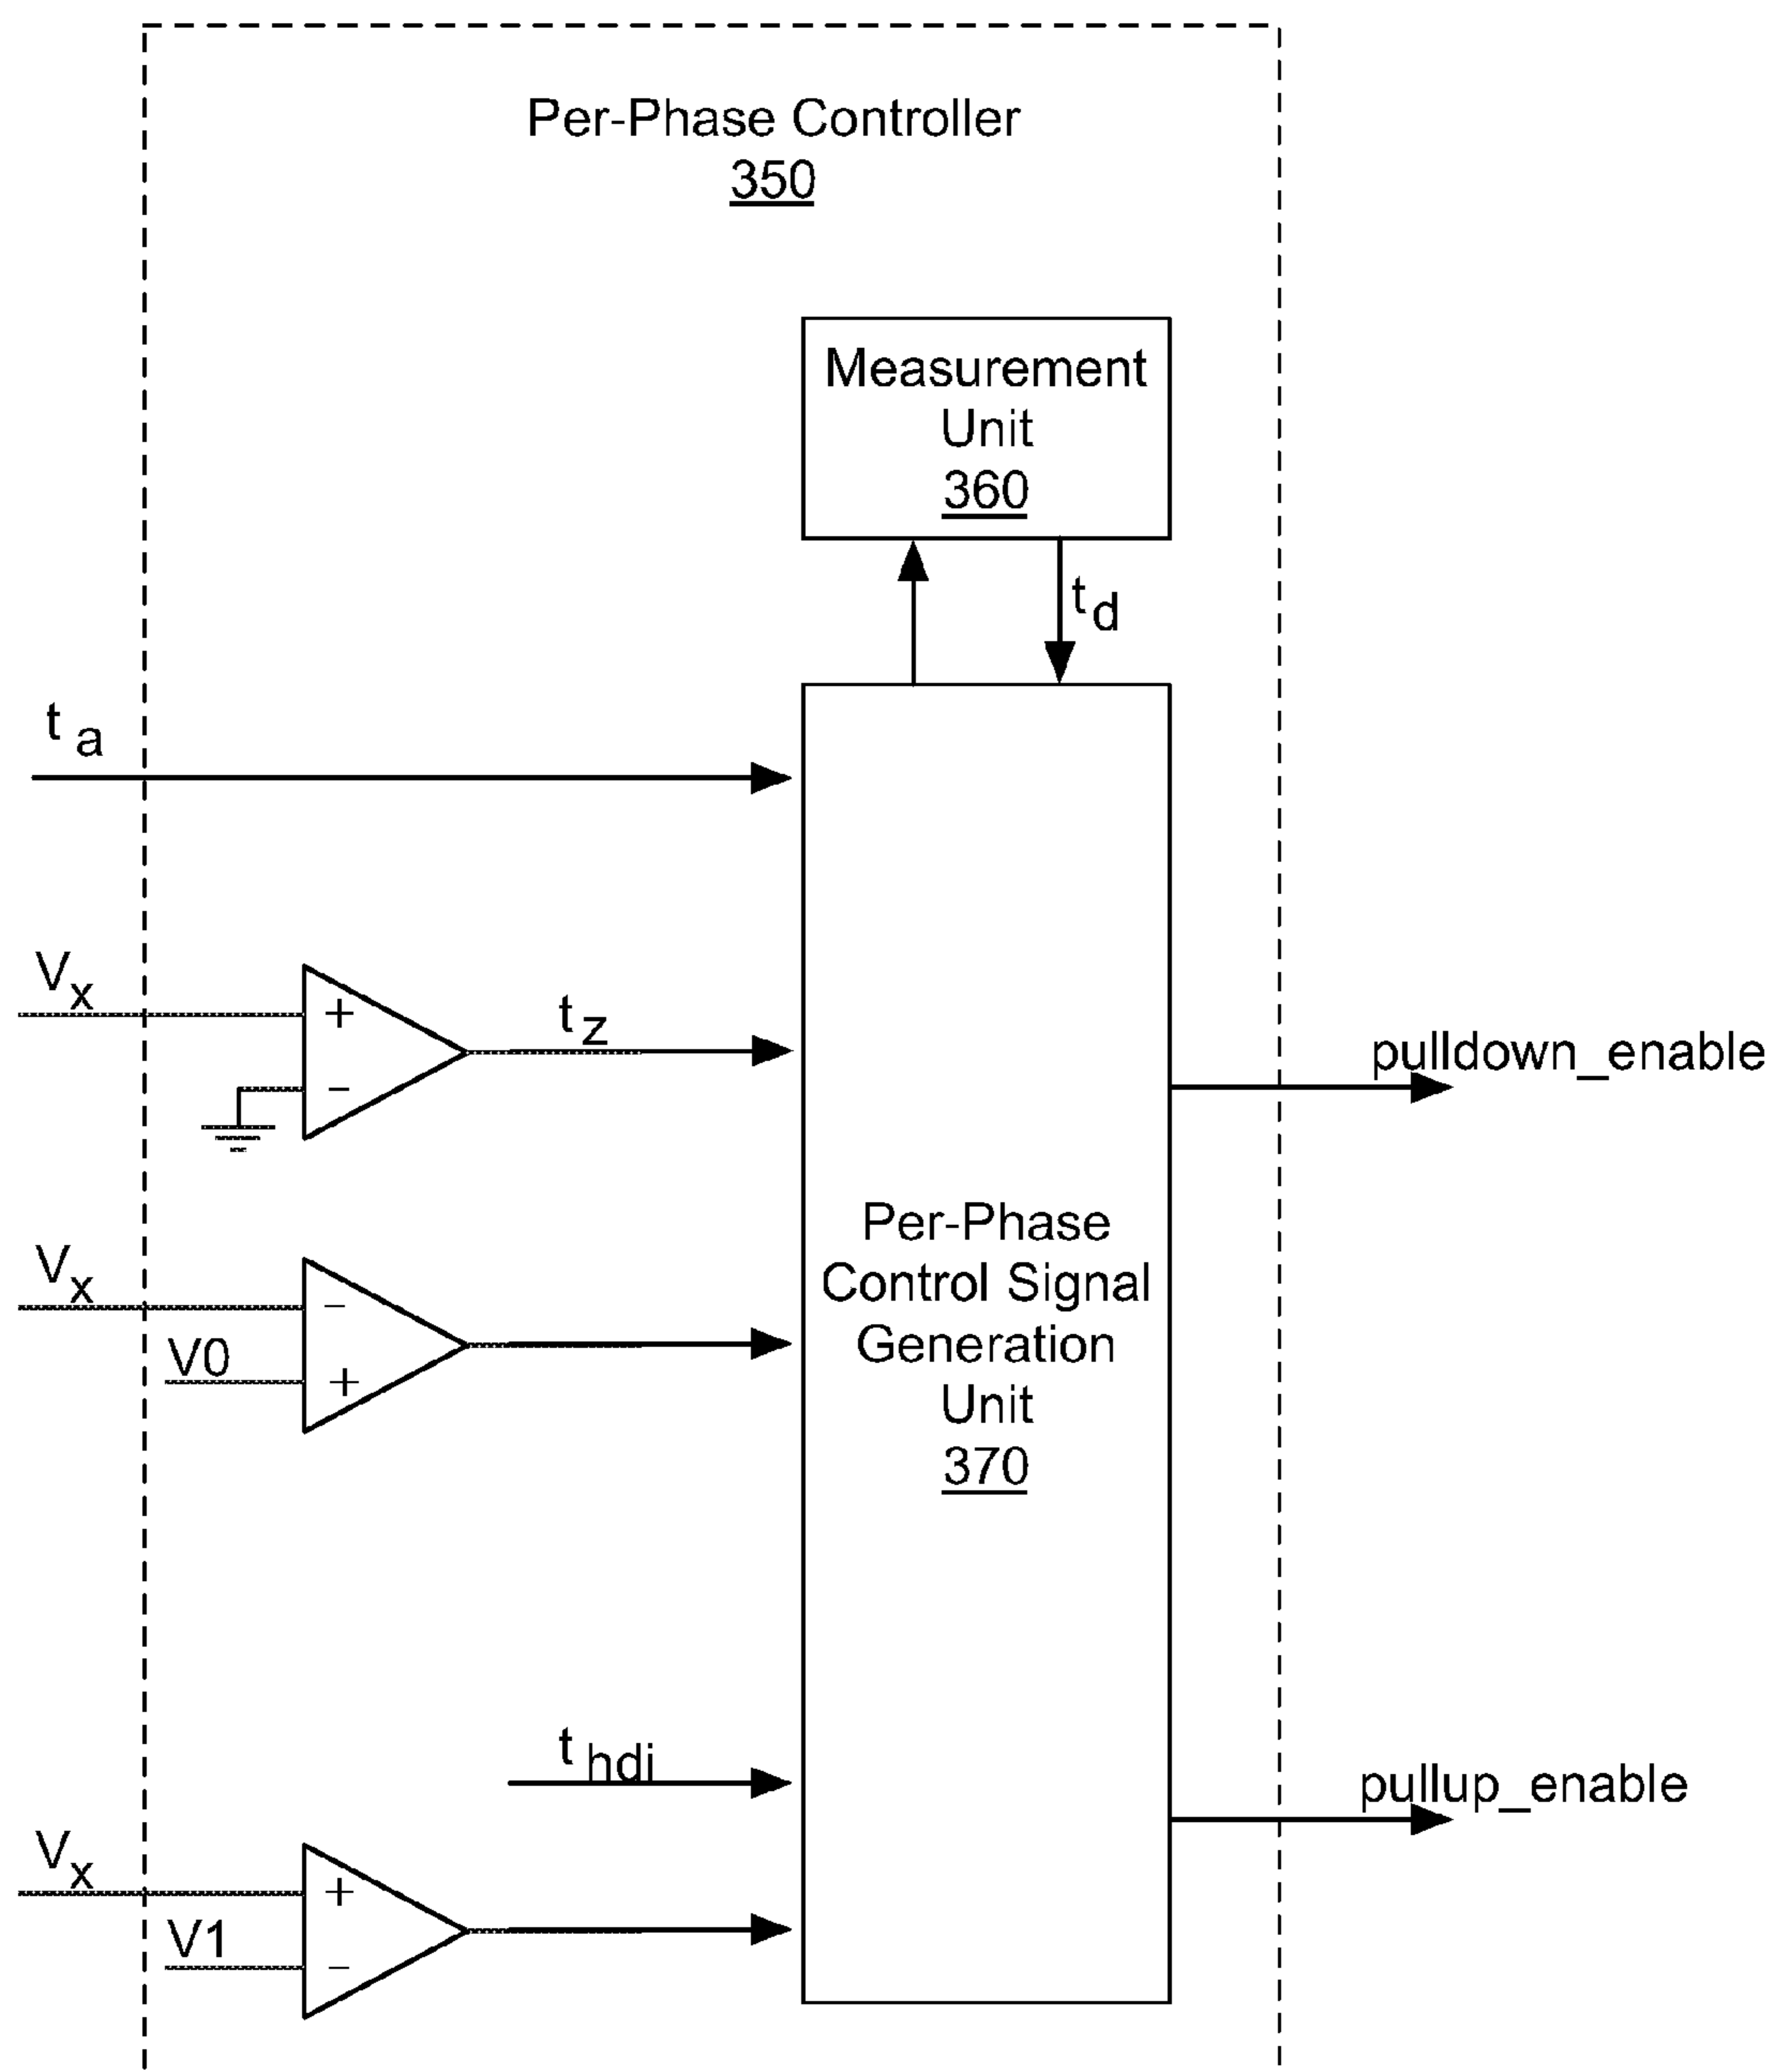 Per-Phase Controller
350
Measurement
Unit
360
t d
t a
V x
+
t z
-
pulldown_enable
Per-Phase
Control Signal
Generation
Unit
370
V x
-
V0
+
t hdi
pullup_enable
V x
+
V1
-